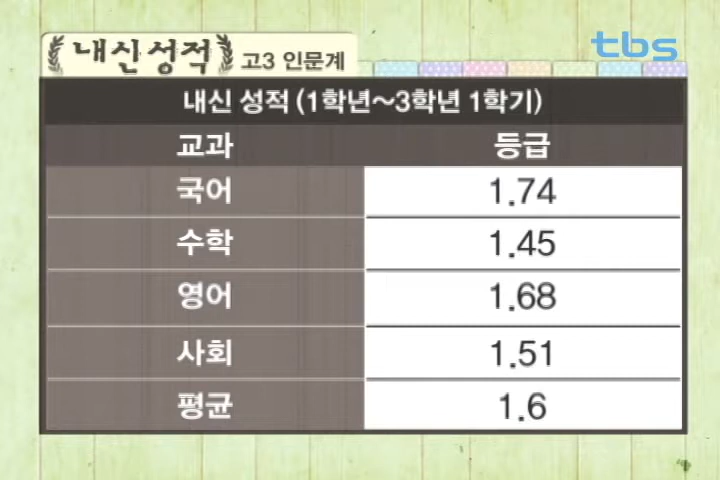 tbs
내신성적 고3 인문계
내신 성적 (1학년~3학년 1학기)
교과 등급
국어 1.74
수학 1.45
영어 1.68
사회 1.51
평균 1.6